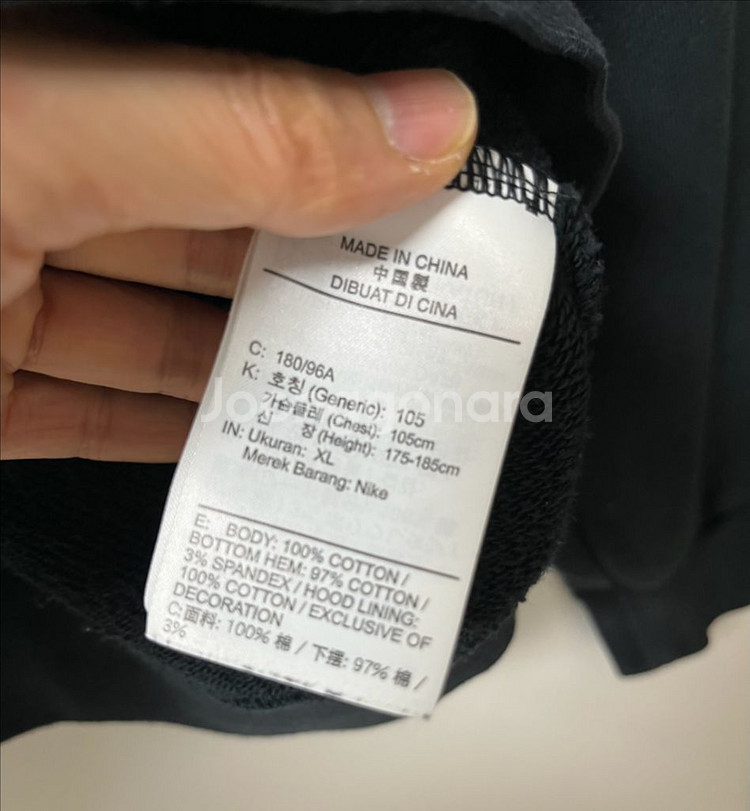 MADE IN CHINA
中国製
DIBUAT DI CINA
C: 180/96A
K: 호칭 (Generic): 105
가슴둘레 (Chest): 105cm
신 장 (Height): 175-185cm
IN: Ukuran: XL
Merek Barang: Nike
E: BODY: 100% COTTON /
BOTTOM HEM: 97% COTTON /
3% SPANDEX / HOOD LINING:
100% COTTON / EXCLUSIVE OF
DECORATION
C: 面料: 100% 棉 / 下摆: 97% 棉 /
3%